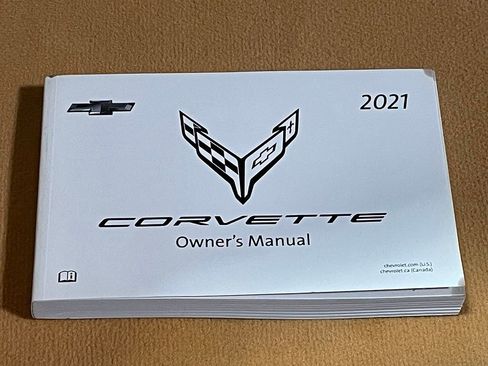 2021
CORVETTE
Owner's Manual
chevrolet.com (U.S.)
chevrolet.ca (Canada)